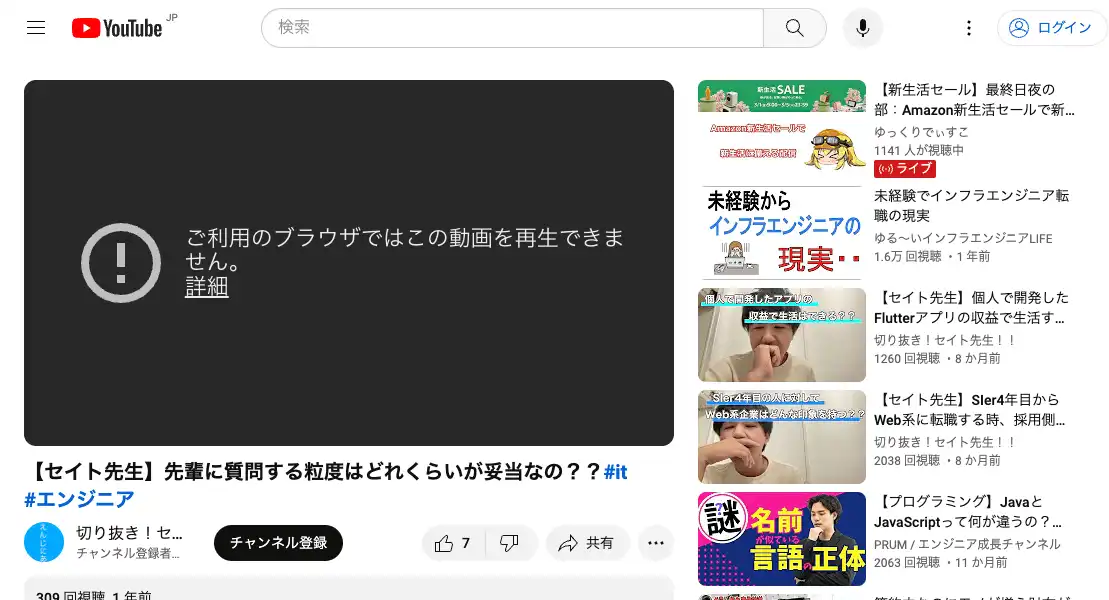 YouTube JP
検索
ログイン
ご利用のブラウザではこの動画を再生できま
せん。
詳細
【セイト先生】先輩に質問する粒度はどれくらいが妥当なの？？#it
#エンジニア
えんじにあ
切り抜き！セ...
チャンネル登録者...
チャンネル登録
7
共有
309 回視聴 1 年前
新生活SALE
Amazon新生活セールで
新生活に備える配信
【新生活セール】最終日夜の
部：Amazon新生活セールで新...
ゆっくりでぃすこ
1141 人が視聴中
ライブ
未経験から
インフラエンジニアの
現実・・
未経験でインフラエンジニア転
職の現実
ゆる〜いインフラエンジニアLIFE
1.6万 回視聴 ・1 年前
個人で開発したアプリの
収益で生活はできる？？
【セイト先生】個人で開発した
Flutterアプリの収益で生活す...
切り抜き！セイト先生！！
1260 回視聴 ・8 か月前
SIer4年目の人に対して
Web系企業はどんな印象を持つ？？
【セイト先生】SIer4年目から
Web系に転職する時、採用側...
切り抜き！セイト先生！！
2038 回視聴 ・8 か月前
謎
名前
が似ている
言語の正体
【プログラミング】Javaと
JavaScriptって何が違うの？...
PRUM / エンジニア成長チャンネル
2063 回視聴 ・11 か月前